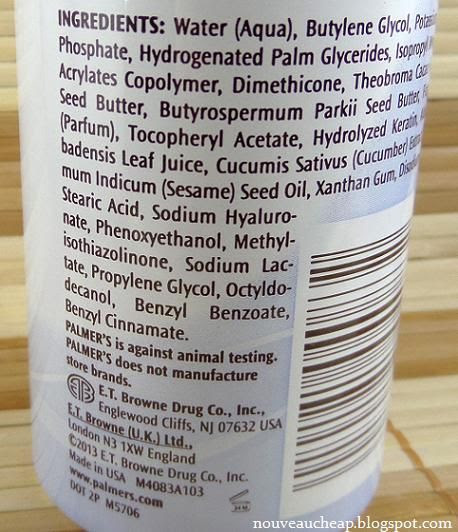 INGREDIENTS: Water (Aqua), Butylene Glycol,
Phosphate, Hydrogenated Palm Glycerides, Isopropyl
Acrylates Copolymer, Dimethicone, Theobroma
Seed Butter, Butyrospermum Parkii Seed Butter,
(Parfum), Tocopheryl Acetate, Hydrolyzed Keratin,
badensis Leaf Juice, Cucumis Sativus (Cucumber)
mum Indicum (Sesame) Seed Oil, Xanthan Gum,
Stearic Acid, Sodium Hyaluro-
nate, Phenoxyethanol, Methyl-
isothiazolinone, Sodium Lac-
tate, Propylene Glycol, Octyldo-
decanol, Benzyl Benzoate,
Benzyl Cinnamate.
PALMER'S is against animal testing.
PALMER'S does not manufacture
store brands.
EB
E.T. Browne Drug Co., Inc.,
Englewood Cliffs, NJ 07632 USA
E.T. Browne (U.K.) Ltd.,
London N3 1XW England
©2013 E.T. Browne Drug Co., Inc.
Made in USA M4083A103
www.palmers.com
DOT 2P M5706
24 M
nouveaucheap.blogspot.com